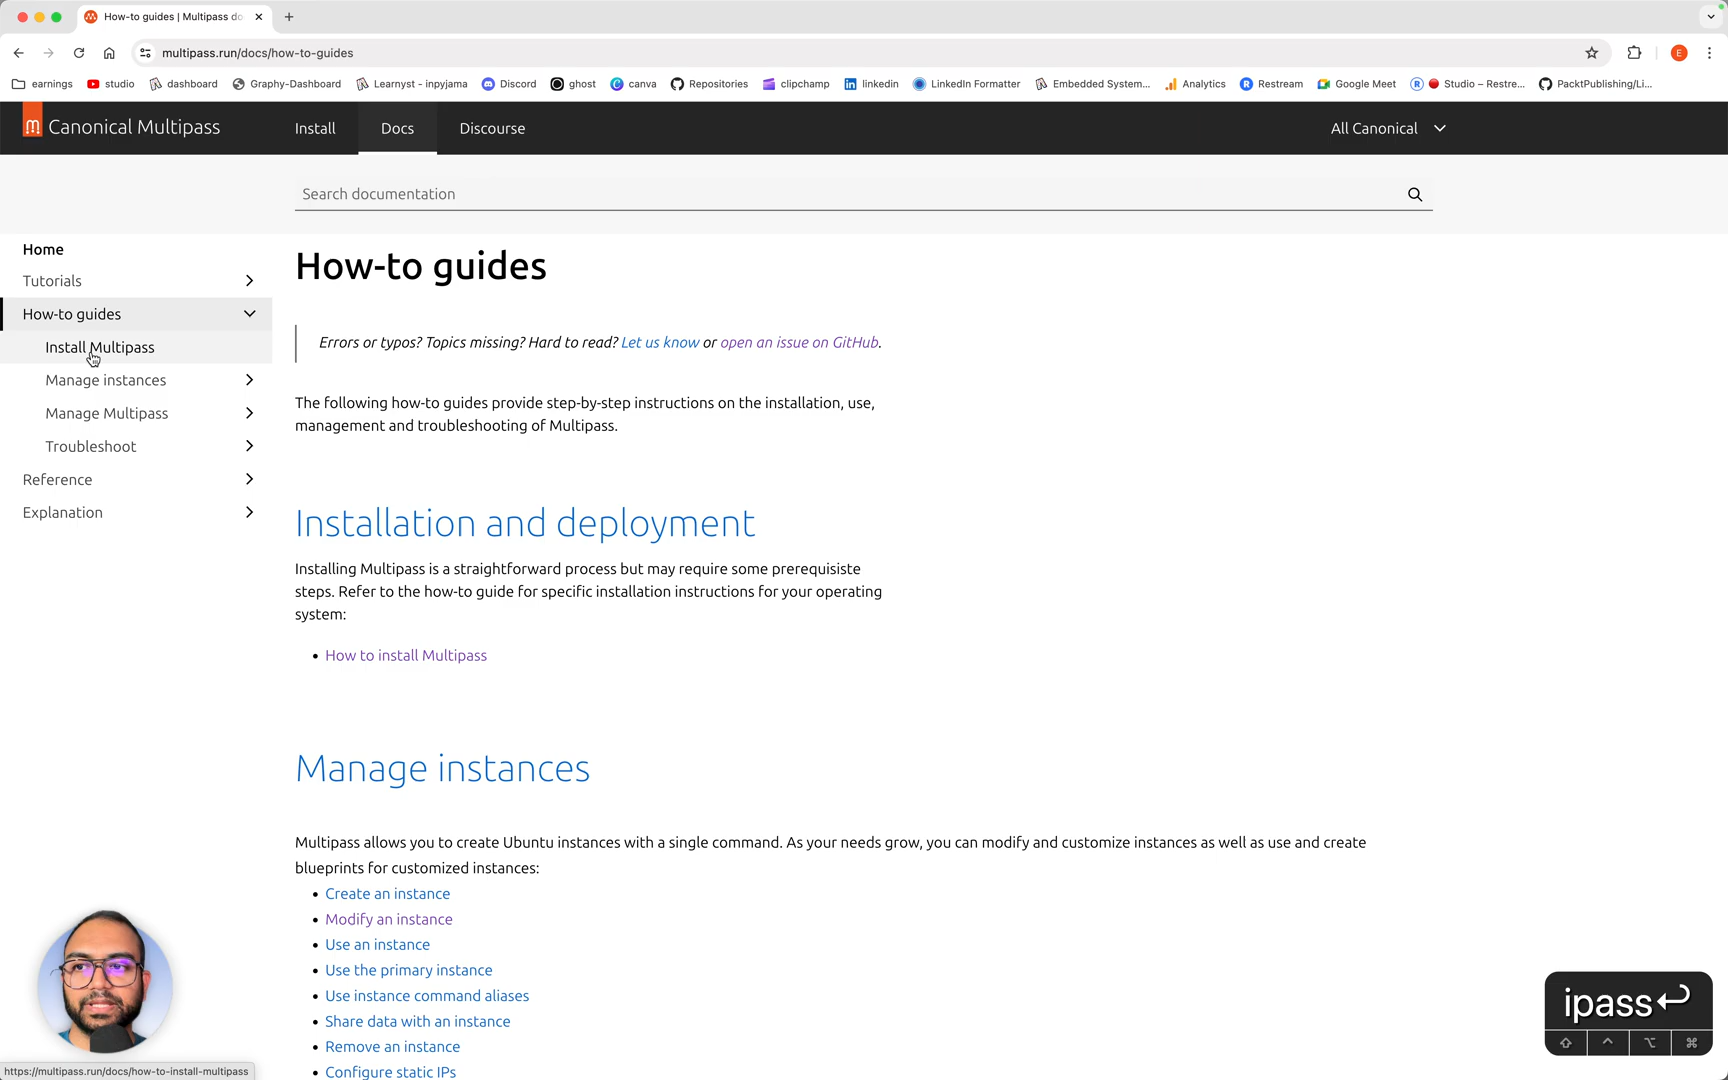 How-to guides | Multipass do
multipass.run/docs/how-to-guides
E
earnings
studio
dashboard
Graphy-Dashboard
Learnyst - inpyjama
Discord
ghost
canva
Repositories
clipchamp
linkedin
LinkedIn Formatter
Embedded System...
Analytics
Restream
Google Meet
Studio – Restre...
PacktPublishing/Li...
Canonical Multipass
Install
Docs
Discourse
All Canonical
Search documentation
Home
Tutorials
How-to guides
Install Multipass
Manage instances
Manage Multipass
Troubleshoot
Reference
Explanation
How-to guides
Errors or typos? Topics missing? Hard to read? Let us know or open an issue on GitHub.
The following how-to guides provide step-by-step instructions on the installation, use,
management and troubleshooting of Multipass.
Installation and deployment
Installing Multipass is a straightforward process but may require some prerequisiste
steps. Refer to the how-to guide for specific installation instructions for your operating
system:
• How to install Multipass
Manage instances
Multipass allows you to create Ubuntu instances with a single command. As your needs grow, you can modify and customize instances as well as use and create
blueprints for customized instances:
• Create an instance
• Modify an instance
• Use an instance
• Use the primary instance
• Use instance command aliases
• Share data with an instance
• Remove an instance
• Configure static IPs
ipass
https://multipass.run/docs/how-to-install-multipass